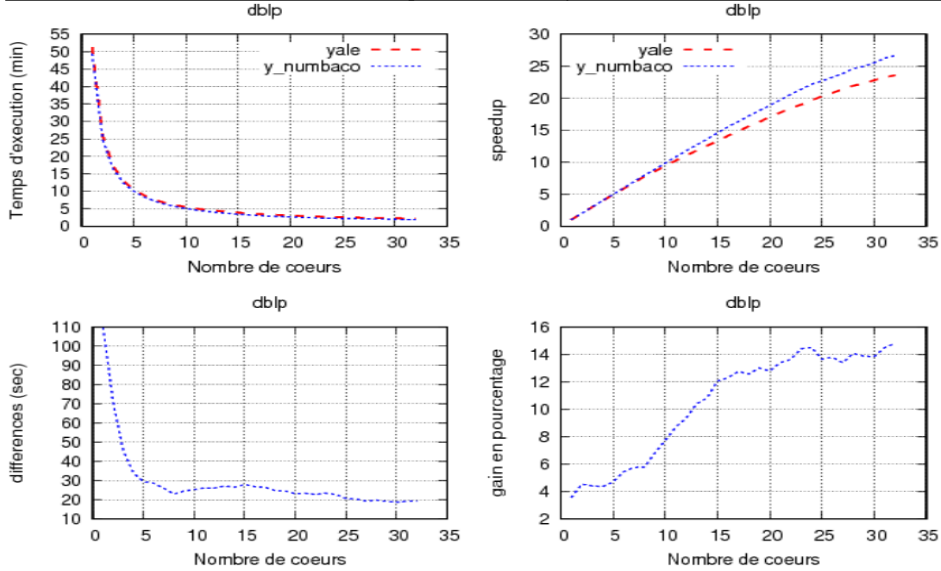 dblp
yale
y_numbaco
Temps d'execution (min)
55
50
45
40
35
30
25
20
15
10
5
0
0 5 10 15 20 25 30 35
Nombre de coeurs
dblp
yale
y_numbaco
speedup
30
25
20
15
10
5
0
0 5 10 15 20 25 30 35
Nombre de coeurs
dblp
differences (sec)
110
100
90
80
70
60
50
40
30
20
10
0 5 10 15 20 25 30 35
Nombre de coeurs
dblp
gain en pourcentage
16
14
12
10
8
6
4
2
0 5 10 15 20 25 30 35
Nombre de coeurs